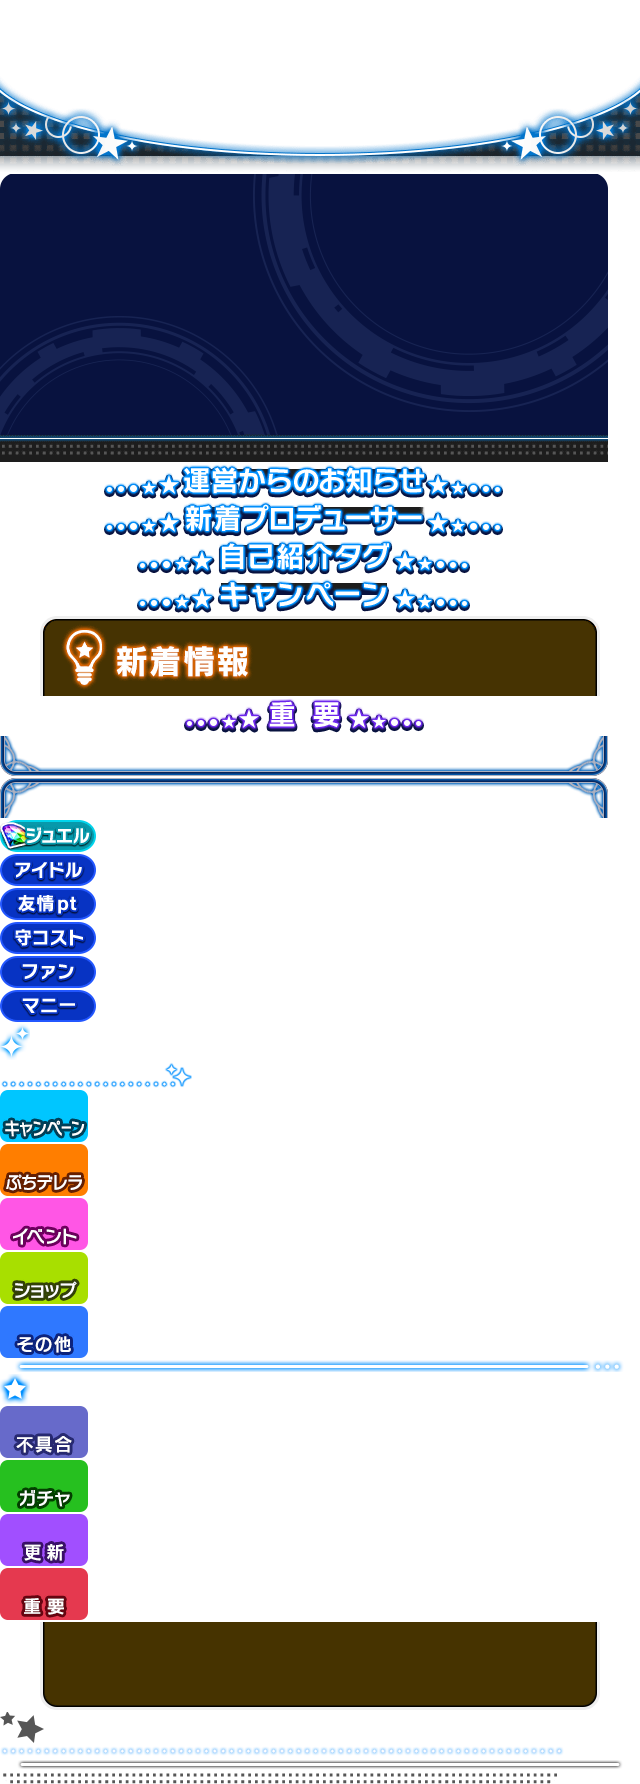 運営からのお知らせ
新着プロデューサー
自己紹介タグ
キャンペーン
新着情報
重 要
ジュエル
アイドル
友情pt
守コスト
ファン
マニー
キャンペーン
ぷちデレラ
イベント
ショップ
その他
不具合
ガチャ
更新
重要